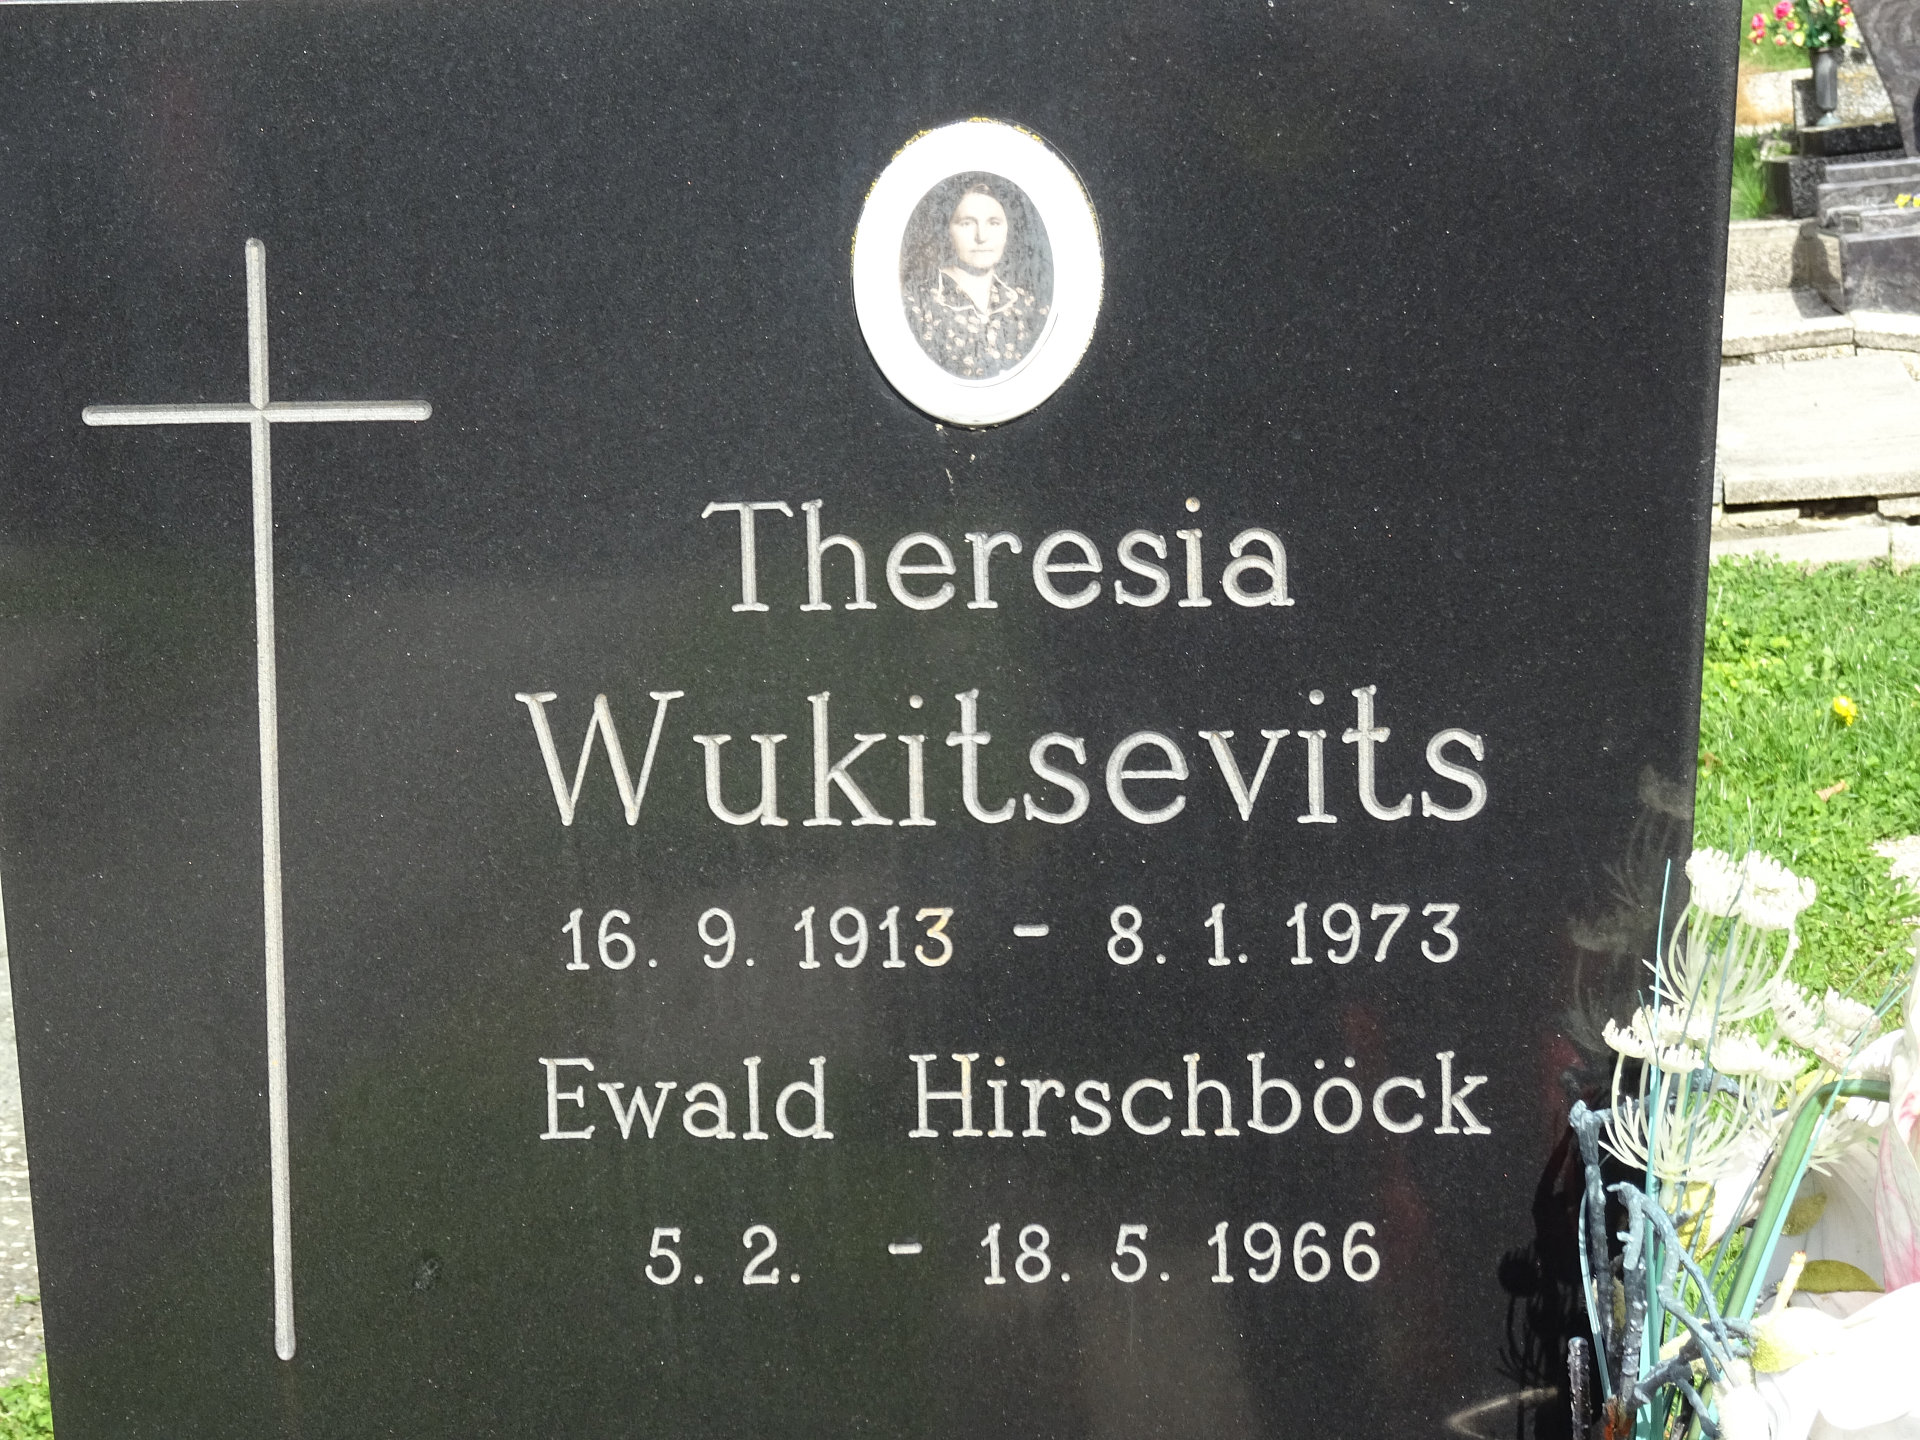 Theresia
Wukitsevits
16. 9. 1913 – 8. 1. 1973
Ewald Hirschböck
5. 2. – 18. 5. 1966